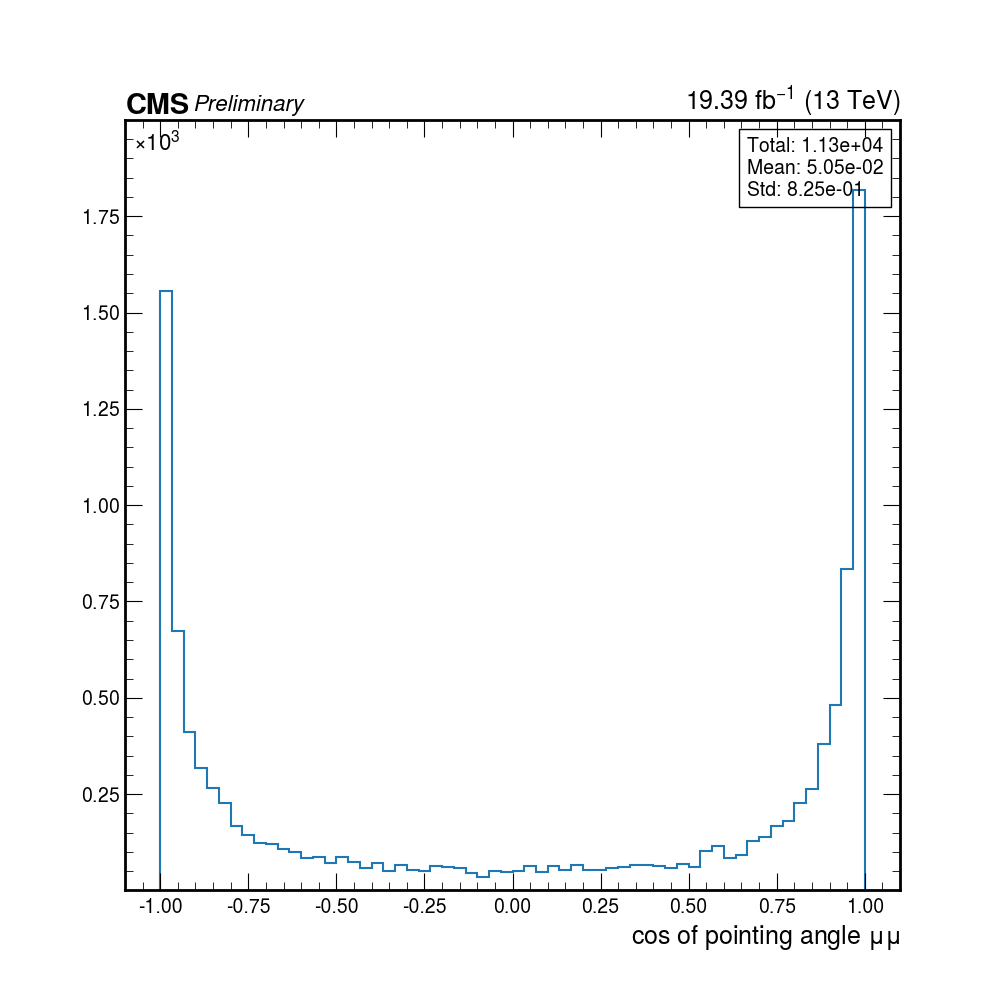 CMS Preliminary 19.39 fb⁻¹ (13 TeV)
×10³
Total: 1.13e+04
Mean: 5.05e-02
Std: 8.25e-01
1.75
1.50
1.25
1.00
0.75
0.50
0.25
-1.00 -0.75 -0.50 -0.25 0.00 0.25 0.50 0.75 1.00
cos of pointing angle μμ